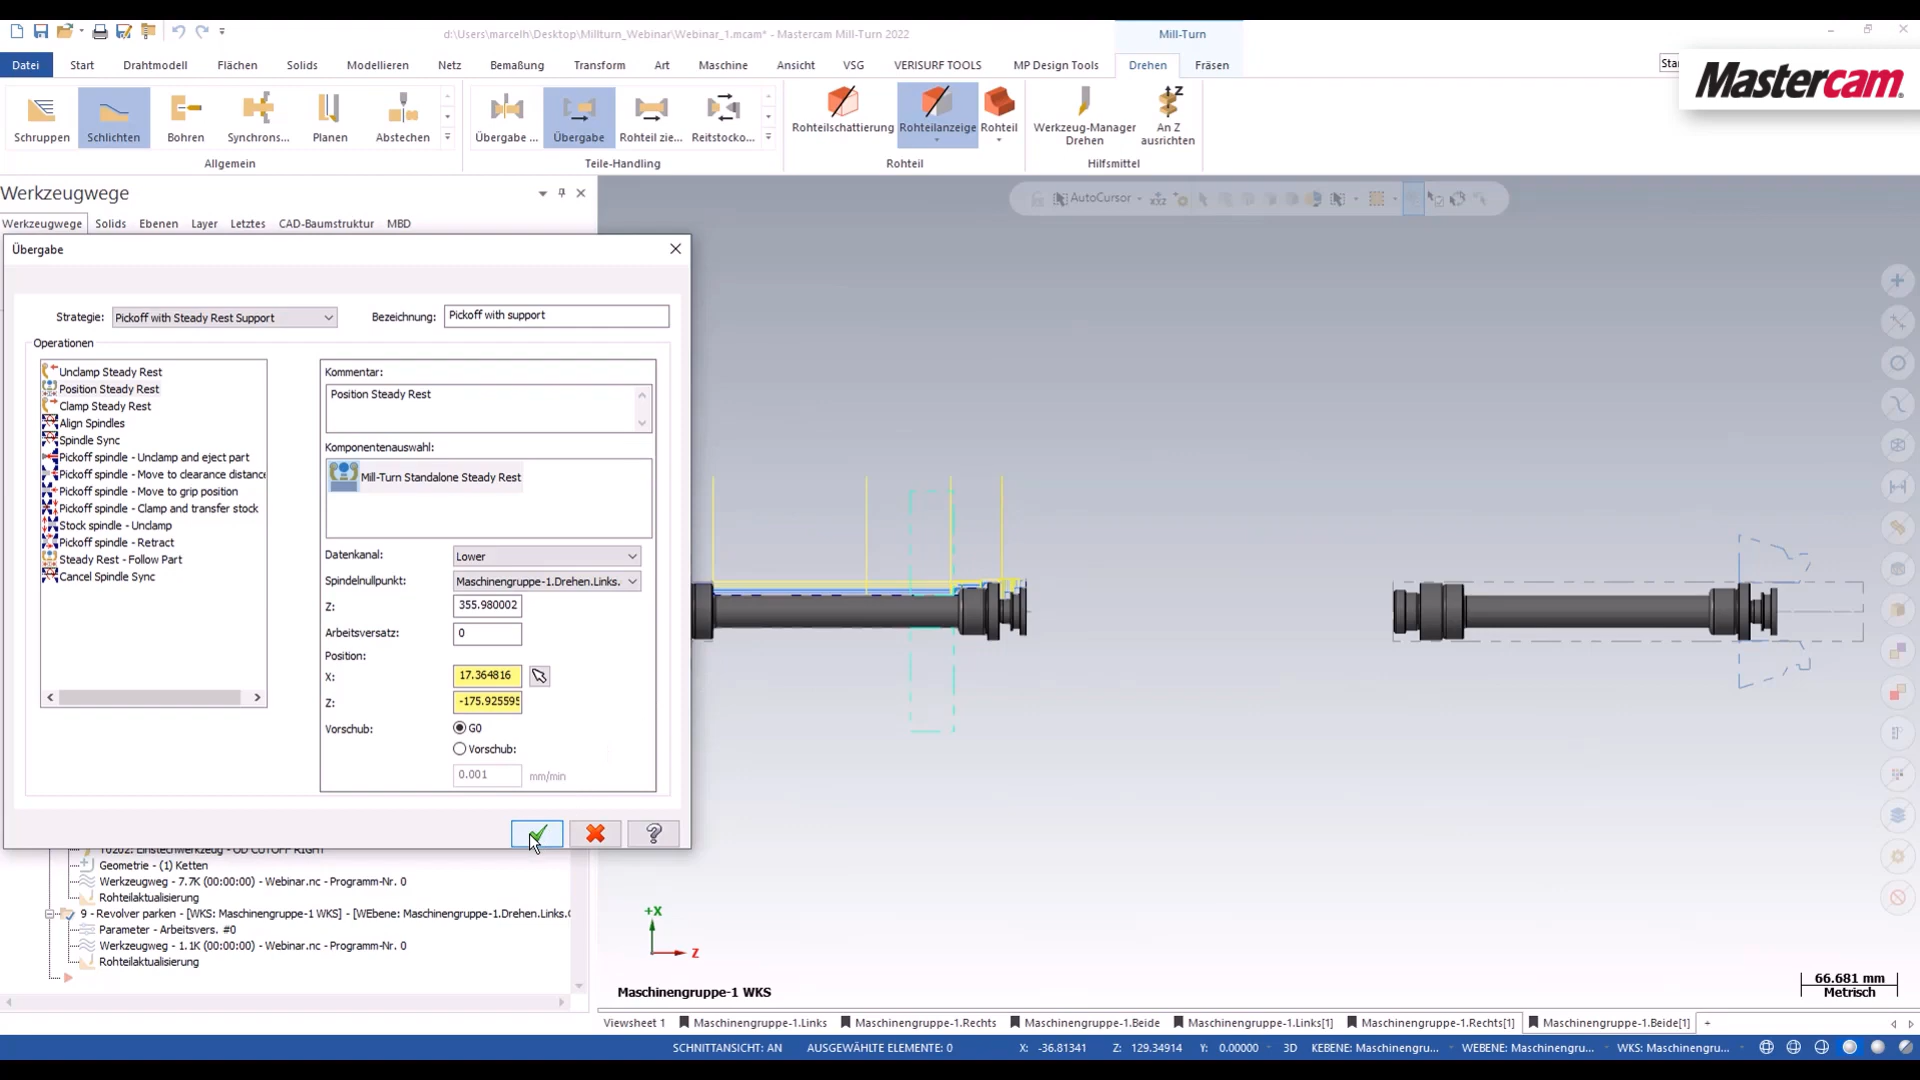 d:\Users\marcelh\Desktop\Millturn_Webinar\Webinar_1.mcam* - Mastercam Mill-Turn 2022
Mill-Turn
Datei Start Drahtmodell Flächen Solids Modellieren Netz Bemaßung Transform Art Maschine Ansicht VSG VERISURF TOOLS MP Design Tools Drehen Fräsen
Mastercam
Schruppen Schlichten Bohren Synchrons... Planen Abstechen Übergabe ... Übergabe Rohteil zie... Reitstocko...
Rohteilschattierung Rohteilanzeige Rohteil
Werkzeug-Manager Drehen
An Z ausrichten
Allgemein Teile-Handling Rohteil Hilfsmittel
Werkzeugwege
AutoCursor
Werkzeugwege Solids Ebenen Layer Letztes CAD-Baumstruktur MBD
Übergabe
Strategie: Pickoff with Steady Rest Support Bezeichnung: Pickoff with support
Operationen
Unclamp Steady Rest
Position Steady Rest
Clamp Steady Rest
Align Spindles
Spindle Sync
Pickoff spindle - Unclamp and eject part
Pickoff spindle - Move to clearance distance
Pickoff spindle - Move to grip position
Pickoff spindle - Clamp and transfer stock
Stock spindle - Unclamp
Pickoff spindle - Retract
Steady Rest - Follow Part
Cancel Spindle Sync
Kommentar:
Position Steady Rest
Komponentenauswahl:
Mill-Turn Standalone Steady Rest
Datenkanal: Lower
Spindelnullpunkt: Maschinengruppe-1.Drehen.Links.
Z: 355.980002
Arbeitsversatz: 0
Position:
X: 17.364816
Z: -175.925595
Vorschub: G0
Vorschub:
0.001 mm/min
Geometrie - (1) Ketten
Werkzeugweg - 7.7K (00:00:00) - Webinar.nc - Programm-Nr. 0
Rohteilaktualisierung
9 - Revolver parken - [WKS: Maschinengruppe-1 WKS] - [WEbene: Maschinengruppe-1.Drehen.Links.
Parameter - Arbeitsvers. #0
Werkzeugweg - 1.1K (00:00:00) - Webinar.nc - Programm-Nr. 0
Rohteilaktualisierung
+X
Z
Maschinengruppe-1 WKS
66.681 mm
Metrisch
Viewsheet 1 Maschinengruppe-1.Links Maschinengruppe-1.Rechts Maschinengruppe-1.Beide Maschinengruppe-1.Links[1] Maschinengruppe-1.Rechts[1] Maschinengruppe-1.Beide[1] +
SCHNITTANSICHT: AN AUSGEWÄHLTE ELEMENTE: 0 X: -36.81341 Z: 129.34914 Y: 0.00000 3D KEBENE: Maschinengru... WEBENE: Maschinengru... WKS: Maschinengru...